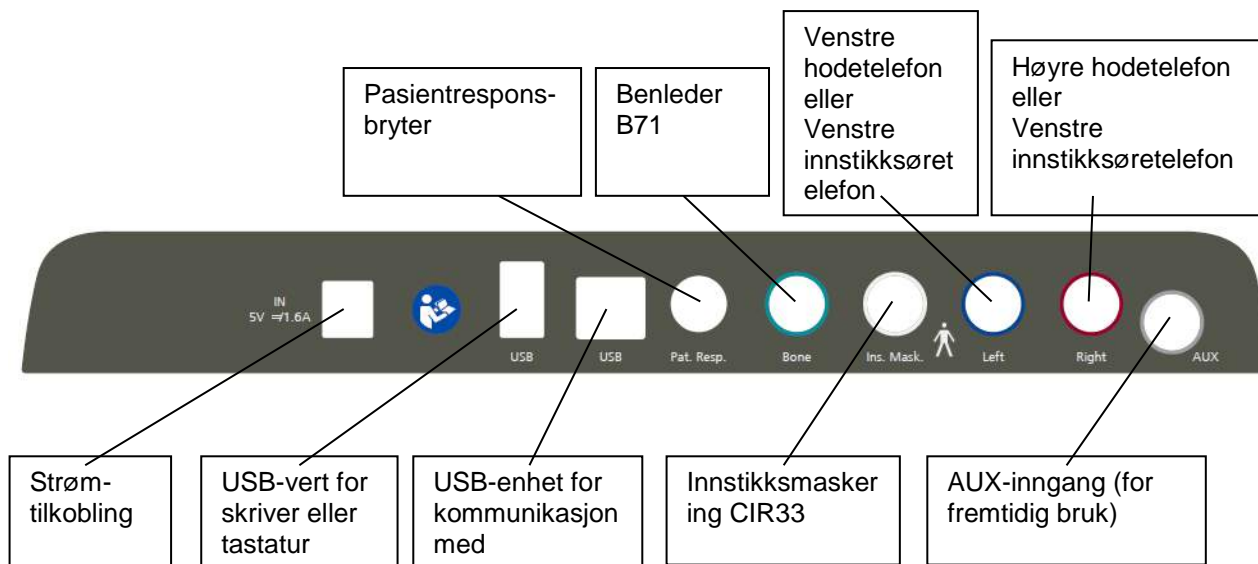 Pasientrespons-
bryter
Benleder
B71
Venstre
hodetelefon
eller
Venstre
innstikksøret
elefon
Høyre hodetelefon
eller
Venstre
innstikksøretelefon
IN
5V ⎓/1.6A
USB
USB
Pat. Resp.
Bone
Ins. Mask.
Left
Right
AUX
Strøm-
tilkobling
USB-vert for
skriver eller
tastatur
USB-enhet for
kommunikasjon
med
Innstikksmasker
ing CIR33
AUX-inngang (for
fremtidig bruk)